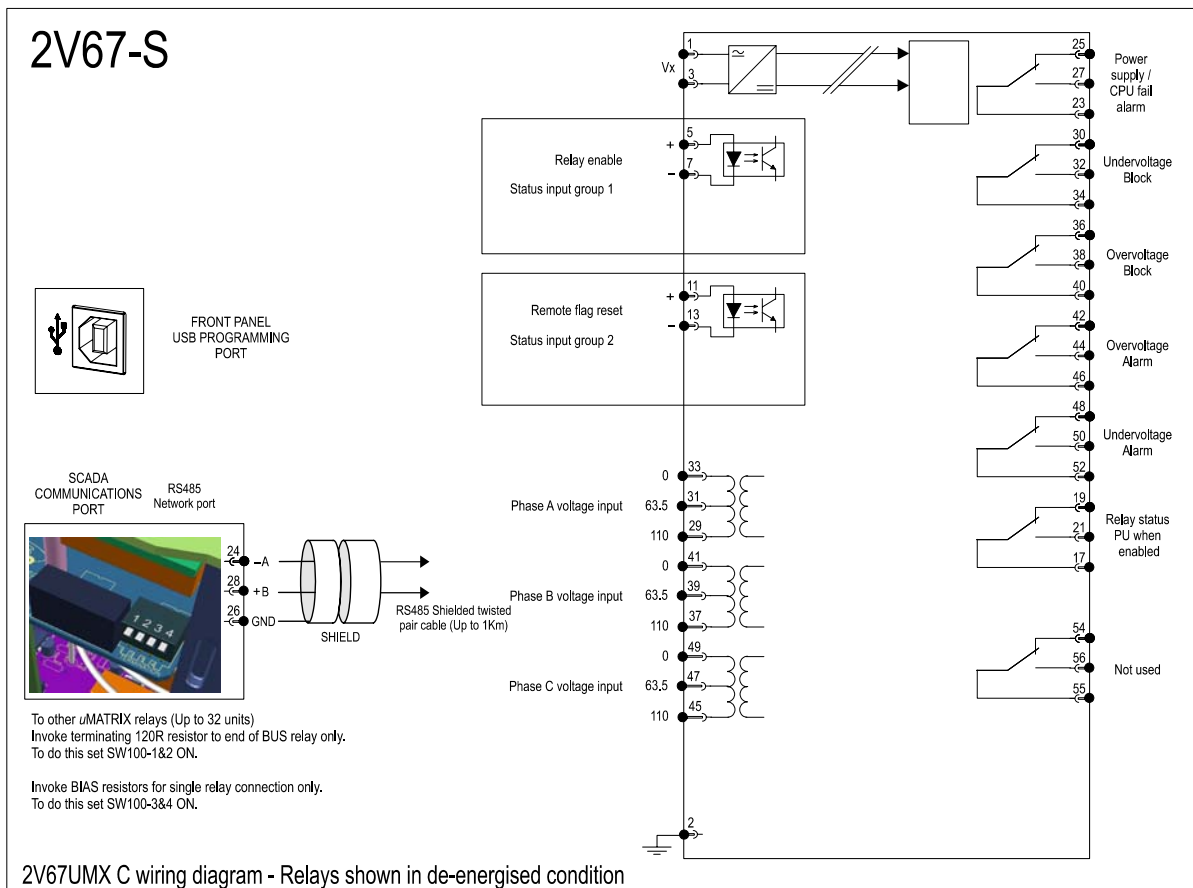 2V67-S
1
Vx
3
25
27
23
Power
supply /
CPU fail
alarm
5
+
Relay enable
7
–
Status input group 1
30
32
34
Undervoltage
Block
36
38
40
Overvoltage
Block
11
+
Remote flag reset
13
–
Status input group 2
42
44
46
Overvoltage
Alarm
FRONT PANEL
USB PROGRAMMING
PORT
48
50
52
Undervoltage
Alarm
33
0
Phase A voltage input
31
63.5
29
110
19
21
17
Relay status
PU when
enabled
41
0
Phase B voltage input
39
63.5
37
110
49
0
Phase C voltage input
47
63.5
45
110
54
56
55
Not used
SCADA
COMMUNICATIONS
PORT
RS485
Network port
24
–A
28
+B
26
GND
1 2 3 4
SHIELD
RS485 Shielded twisted
pair cable (Up to 1Km)
To other uMATRIX relays (Up to 32 units)
Invoke terminating 120R resistor to end of BUS relay only.
To do this set SW100-1&2 ON.
Invoke BIAS resistors for single relay connection only.
To do this set SW100-3&4 ON.
2
2V67UMX C wiring diagram - Relays shown in de-energised condition